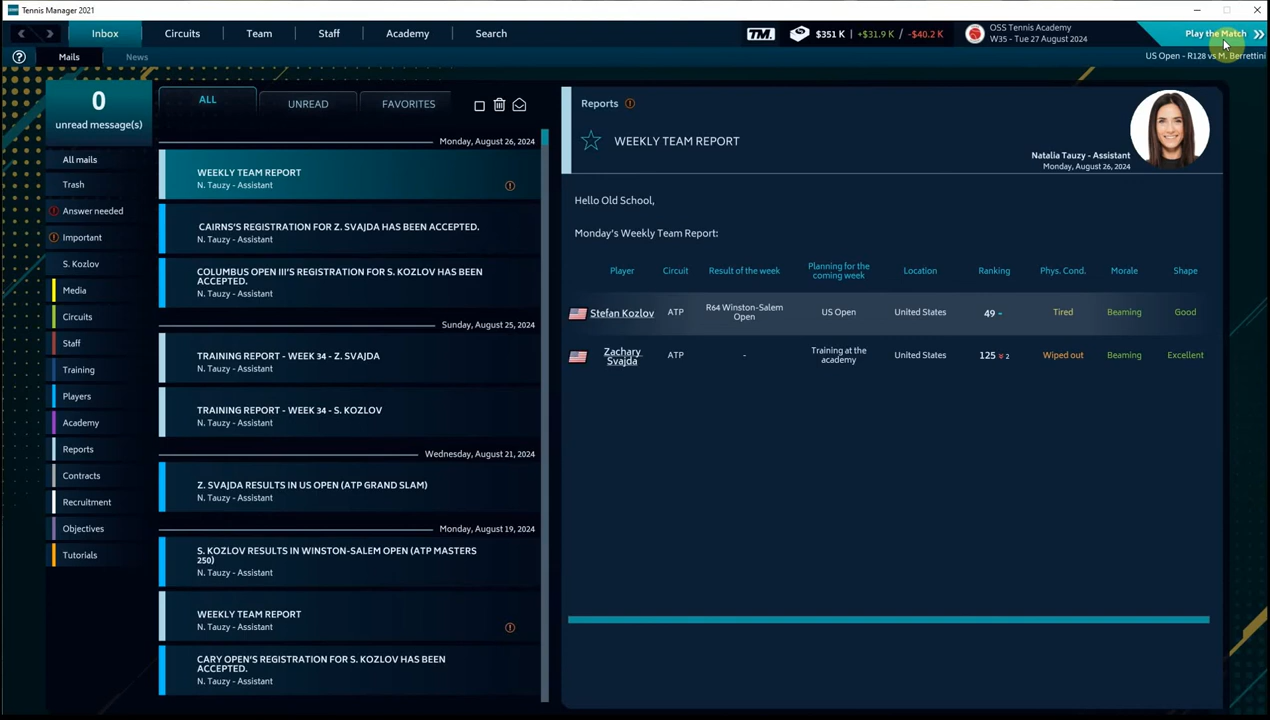 Tennis Manager 2021
Inbox
Circuits
Team
Staff
Academy
Search
TM.
$351 K / +$31.9 K / -$40.2 K
OSS Tennis Academy
W35 - Tue 27 August 2024
Play the Match
US Open - R128 vs M. Berrettini
Mails
News
0
unread message(s)
All mails
Trash
Answer needed
Important
S. Kozlov
Media
Circuits
Staff
Training
Players
Academy
Reports
Contracts
Recruitment
Objectives
Tutorials
ALL
UNREAD
FAVORITES
Monday, August 26, 2024
WEEKLY TEAM REPORT
N. Tauzy - Assistant
CAIRNS'S REGISTRATION FOR Z. SVAJDA HAS BEEN ACCEPTED.
N. Tauzy - Assistant
COLUMBUS OPEN III'S REGISTRATION FOR S. KOZLOV HAS BEEN
ACCEPTED.
N. Tauzy - Assistant
Sunday, August 25, 2024
TRAINING REPORT - WEEK 34 - Z. SVAJDA
N. Tauzy - Assistant
TRAINING REPORT - WEEK 34 - S. KOZLOV
N. Tauzy - Assistant
Wednesday, August 21, 2024
Z. SVAJDA RESULTS IN US OPEN (ATP GRAND SLAM)
N. Tauzy - Assistant
Monday, August 19, 2024
S. KOZLOV RESULTS IN WINSTON-SALEM OPEN (ATP MASTERS
250)
N. Tauzy - Assistant
WEEKLY TEAM REPORT
N. Tauzy - Assistant
CARY OPEN'S REGISTRATION FOR S. KOZLOV HAS BEEN
ACCEPTED.
N. Tauzy - Assistant
Reports
WEEKLY TEAM REPORT
Natalia Tauzy - Assistant
Monday, August 26, 2024
Hello Old School,
Monday's Weekly Team Report:
Player
Circuit
Result of the week
Planning for the
coming week
Location
Ranking
Phys. Cond.
Morale
Shape
Stefan Kozlov
ATP
R64 Winston-Salem
Open
US Open
United States
49 -
Tired
Beaming
Good
Zachary
Svajda
ATP
-
Training at the
academy
United States
125 2
Wiped out
Beaming
Excellent